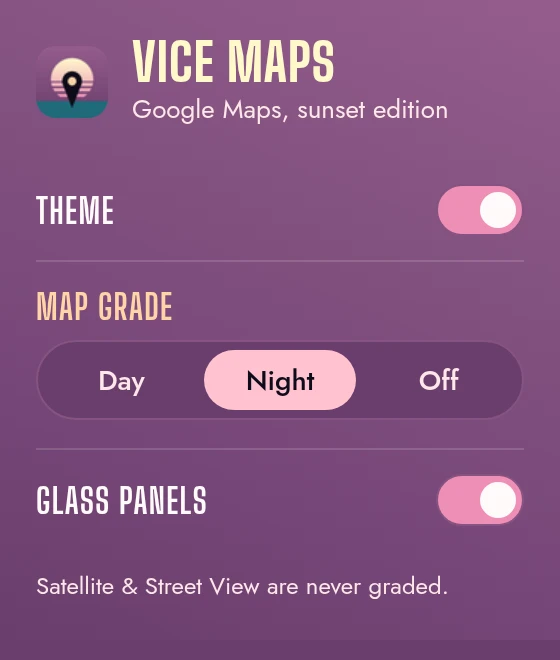 VICE MAPS
Google Maps, sunset edition
THEME
MAP GRADE
Day Night Off
GLASS PANELS
Satellite & Street View are never graded.